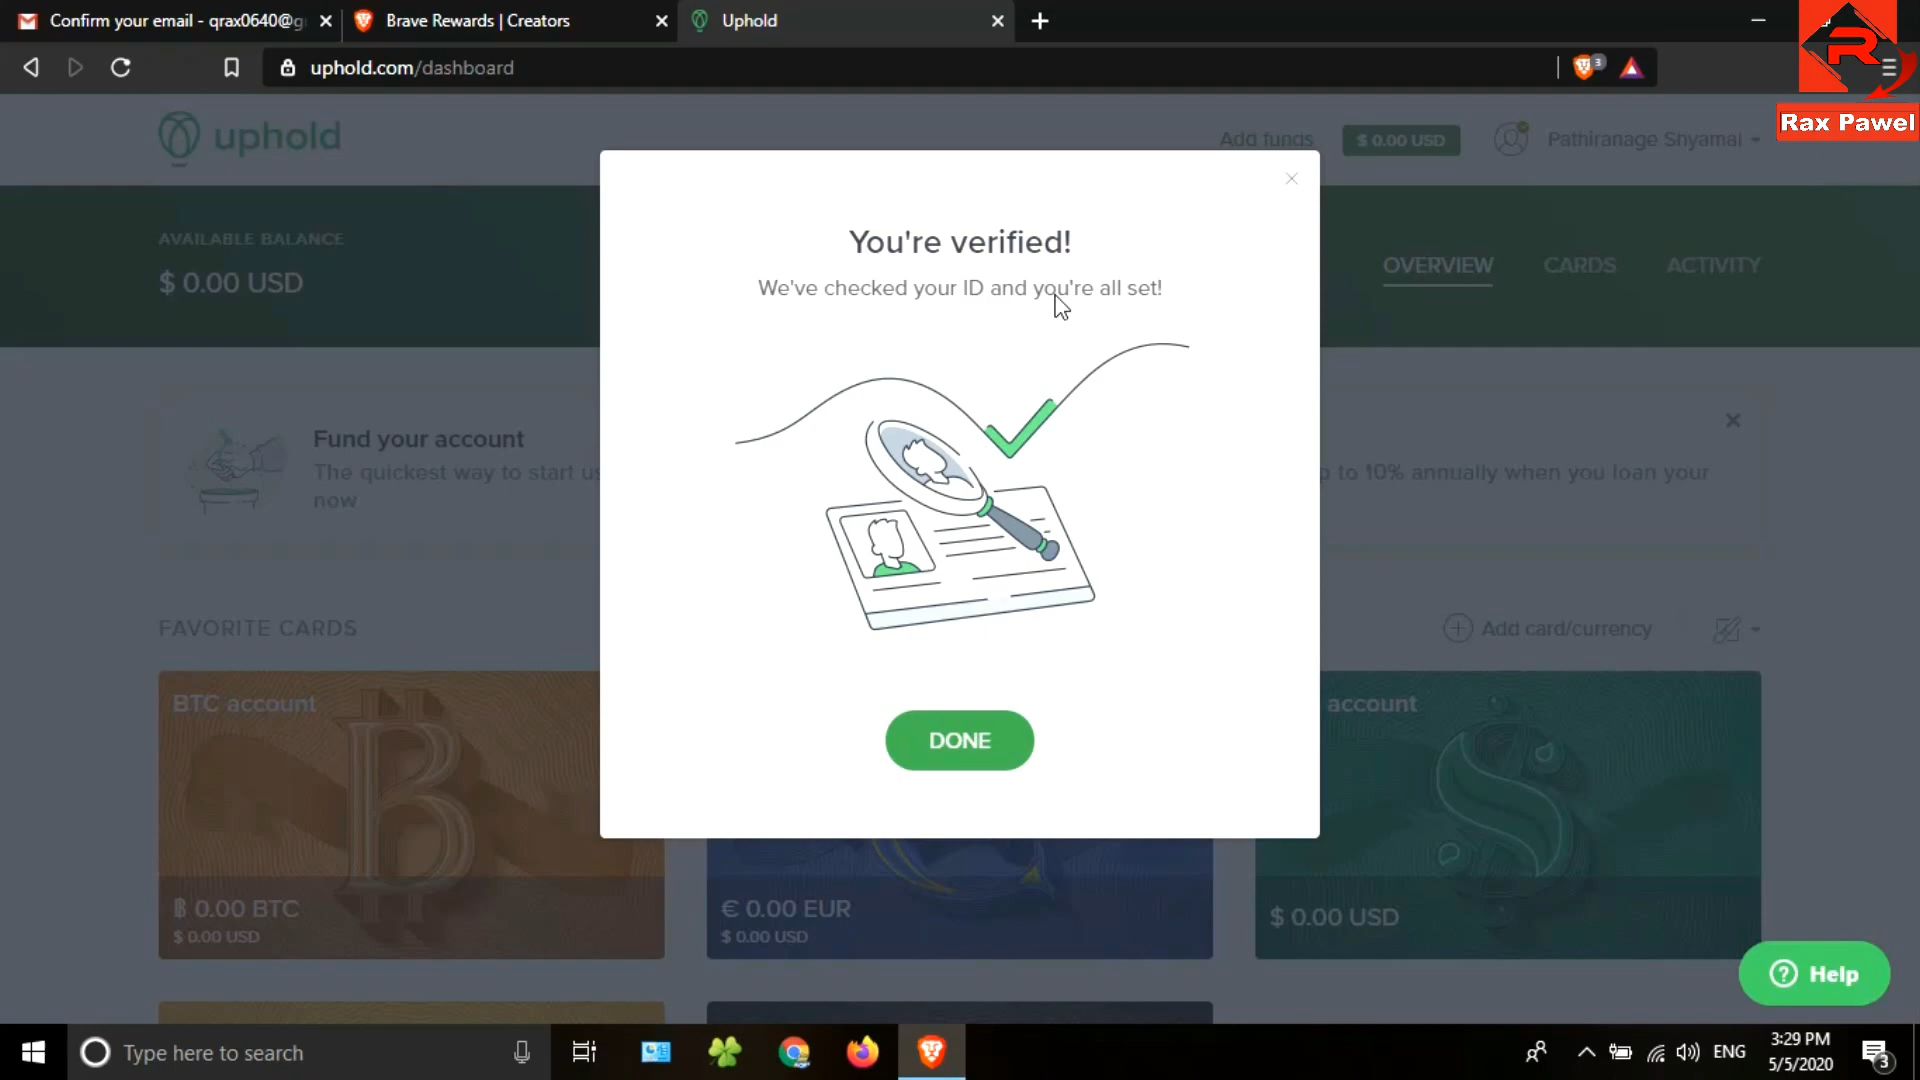 Confirm your email - qrax0640@g
Brave Rewards | Creators
Uphold
uphold.com/dashboard
3
R
Rax Pawel
uphold
Add funds
$ 0.00 USD
Pathiranage Shyamal
AVAILABLE BALANCE
$ 0.00 USD
OVERVIEW
CARDS
ACTIVITY
You're verified!
We've checked your ID and you're all set!
Fund your account
The quickest way to start us
now
p to 10% annually when you loan your
FAVORITE CARDS
Add card/currency
BTC account
account
DONE
฿ 0.00 BTC
$ 0.00 USD
€ 0.00 EUR
$ 0.00 USD
$ 0.00 USD
Help
Type here to search
ENG
3:29 PM
5/5/2020
3